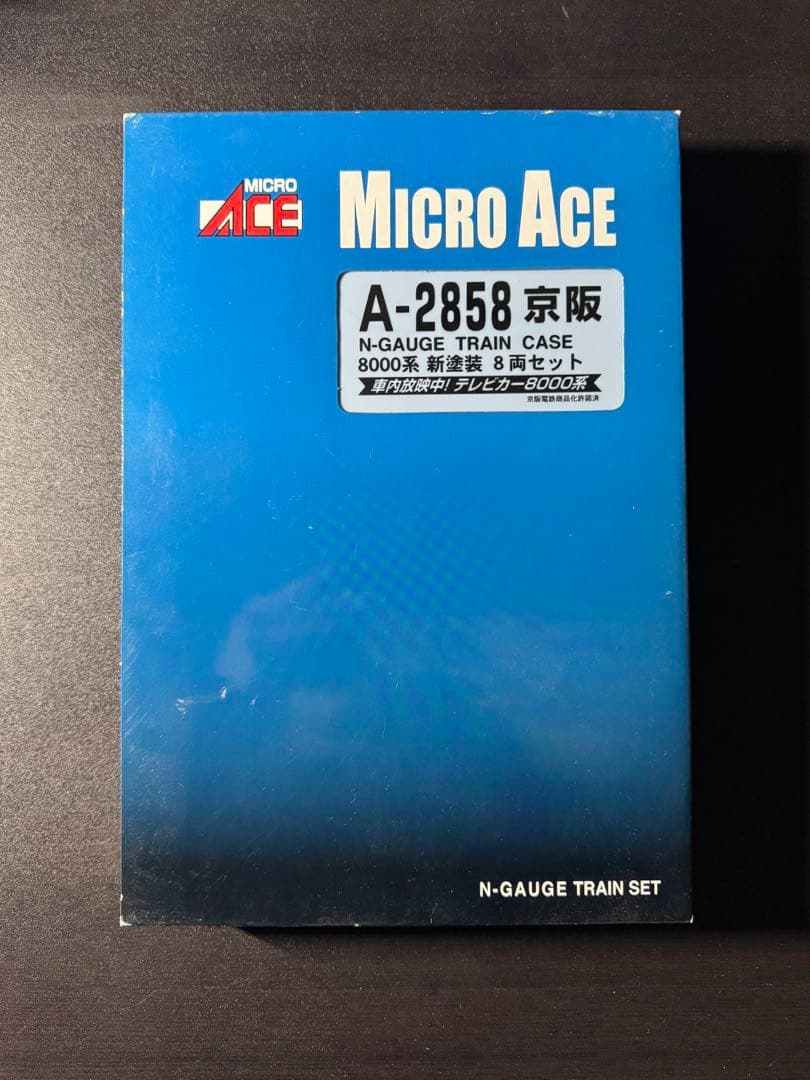 MICRO
ACE
MICRO ACE
A-2858 京阪
N-GAUGE TRAIN CASE
8000系 新塗装 8両セット
車内放映中! テレビカー8000系
京阪電鉄商品化許諾済
N-GAUGE TRAIN SET